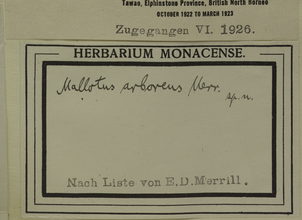 Tawao, Elphinstone Province, British North Borneo
OCTOBER 1922 TO MARCH 1923
Zugegangen VI. 1926.
HERBARIUM MONACENSE.
Mallotus arboreus Merr.
sp. n.
Nach Liste von E.D.Merrill.